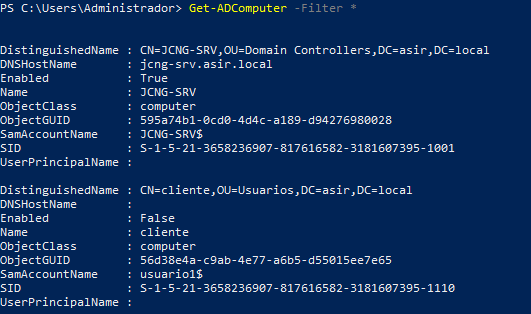 PS C:\Users\Administrador> Get-ADComputer -Filter *
DistinguishedName : CN=JCNG-SRV,OU=Domain Controllers,DC=asir,DC=local
DNSHostName : jcng-srv.asir.local
Enabled : True
Name : JCNG-SRV
ObjectClass : computer
ObjectGUID : 595a74b1-0cd0-4d4c-a189-d94276980028
SamAccountName : JCNG-SRV$
SID : S-1-5-21-3658236907-817616582-3181607395-1001
UserPrincipalName :
DistinguishedName : CN=cliente,OU=Usuarios,DC=asir,DC=local
DNSHostName :
Enabled : False
Name : cliente
ObjectClass : computer
ObjectGUID : 56d38e4a-c9ab-4e77-a6b5-d55015ee7e65
SamAccountName : usuario1$
SID : S-1-5-21-3658236907-817616582-3181607395-1110
UserPrincipalName :